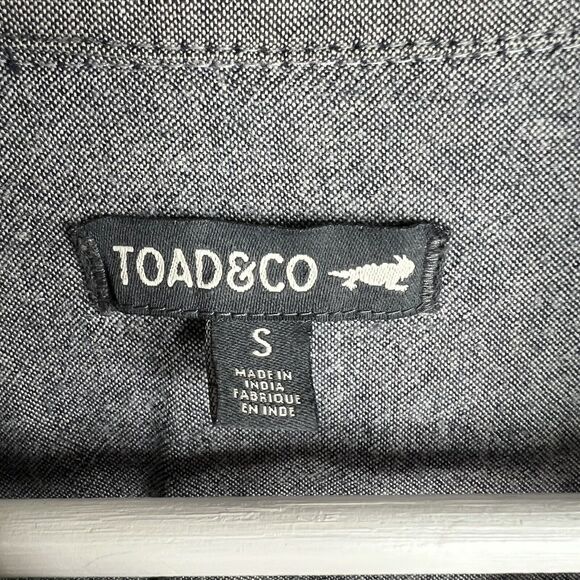 TOAD&CO
S
MADE IN
INDIA
FABRIQUE
EN INDE